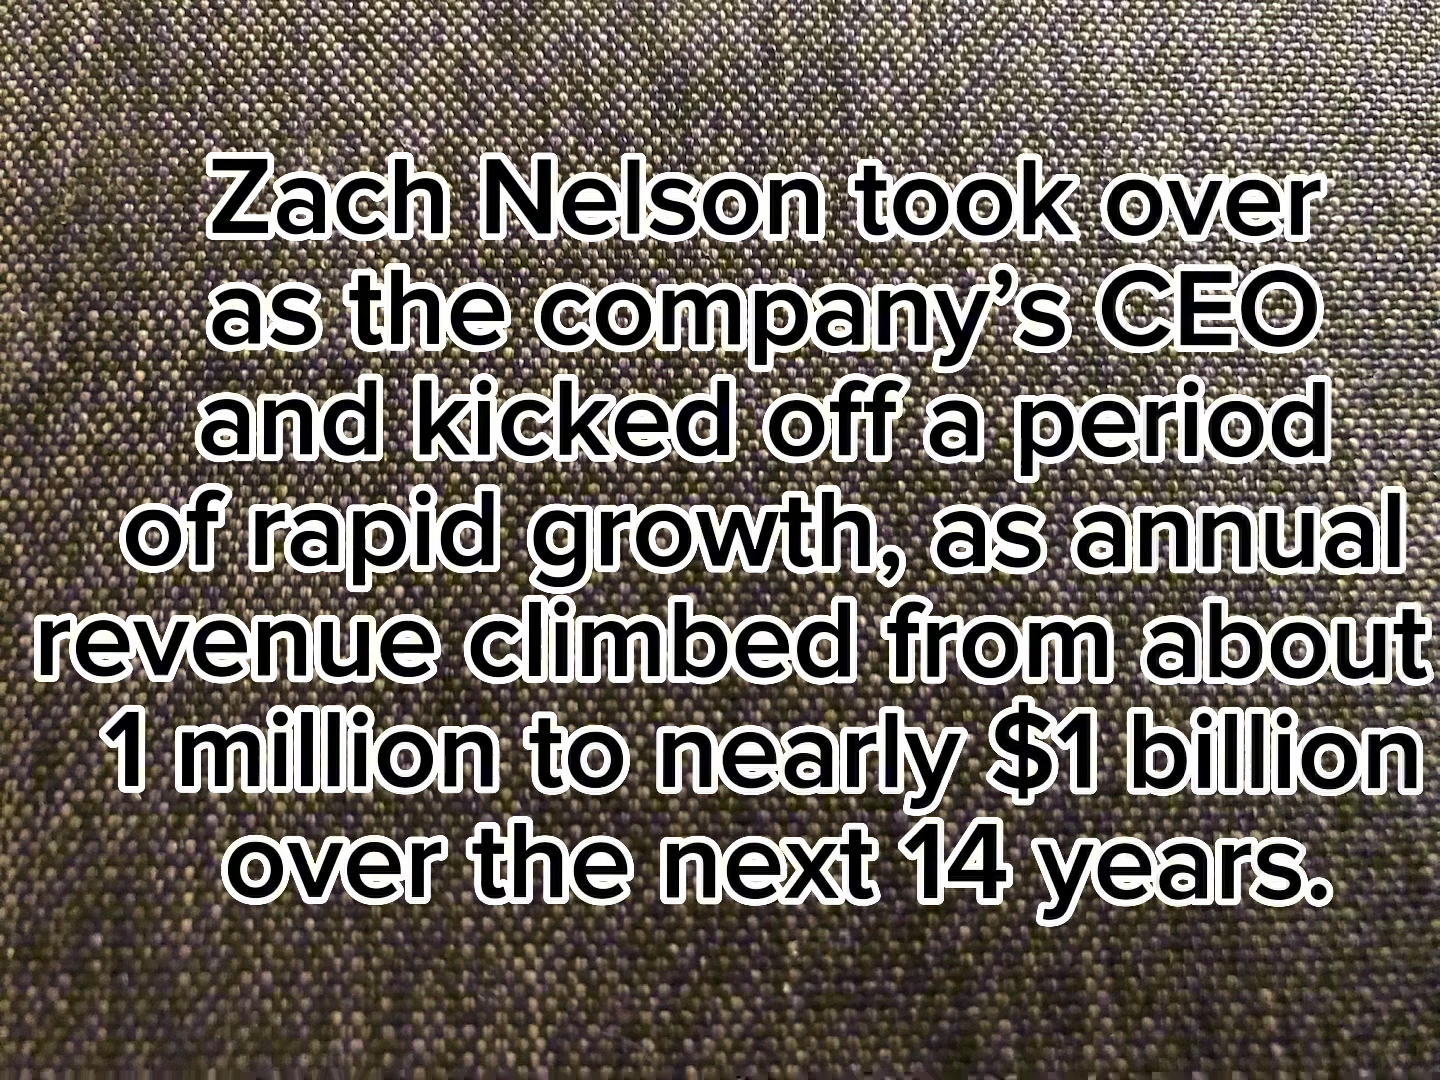 Zach Nelson took over
as the company’s CEO
and kicked off a period
of rapid growth, as annual
revenue climbed from about
1 million to nearly $1 billion
over the next 14 years.